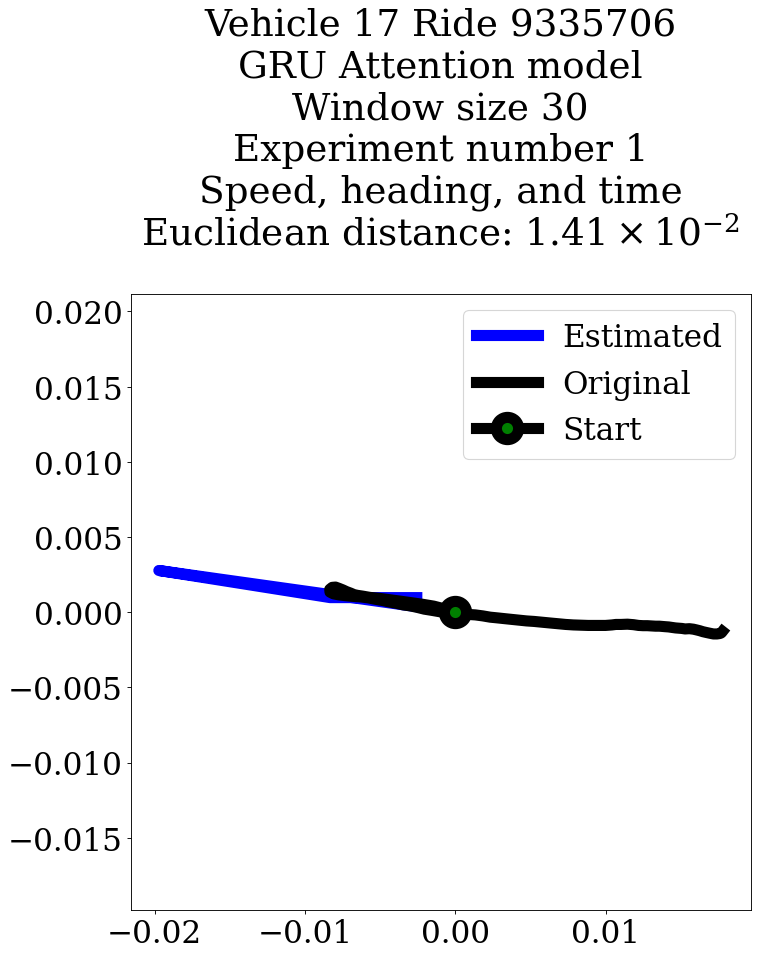 Vehicle 17 Ride 9335706
GRU Attention model
Window size 30
Experiment number 1
Speed, heading, and time
Euclidean distance: 1.41 × 10⁻²
Estimated
Original
Start
0.020
0.015
0.010
0.005
0.000
−0.005
−0.010
−0.015
−0.02 −0.01 0.00 0.01